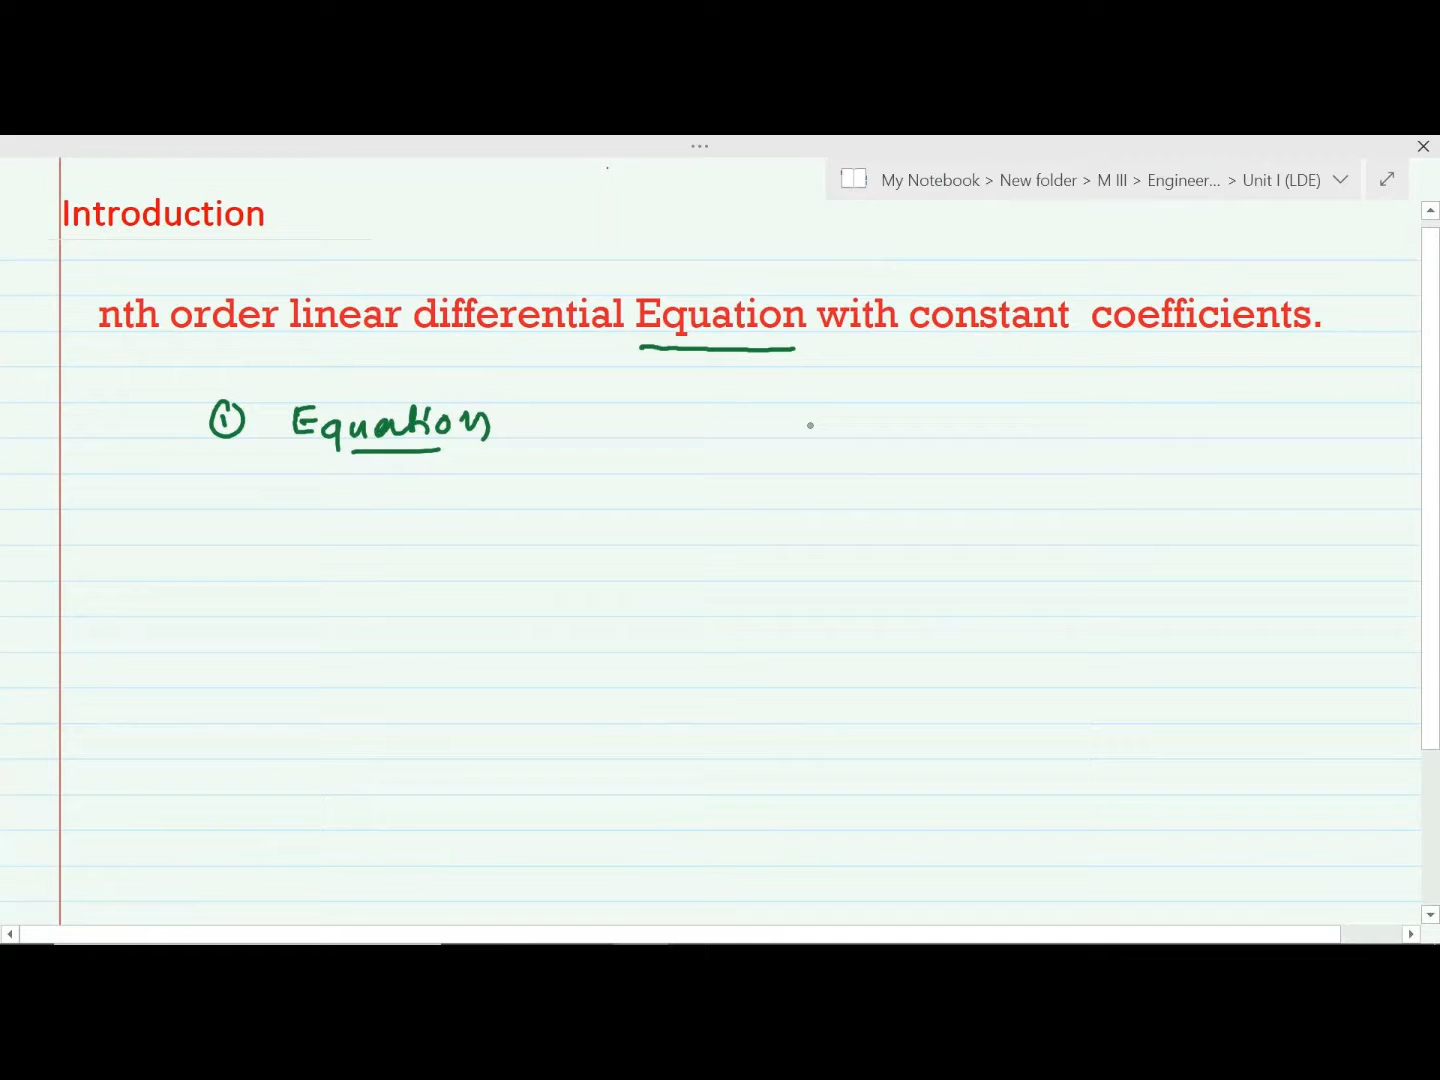 My Notebook > New folder > M III > Engineer... > Unit I (LDE)
Introduction
nth order linear differential Equation with constant coefficients.
① Equation